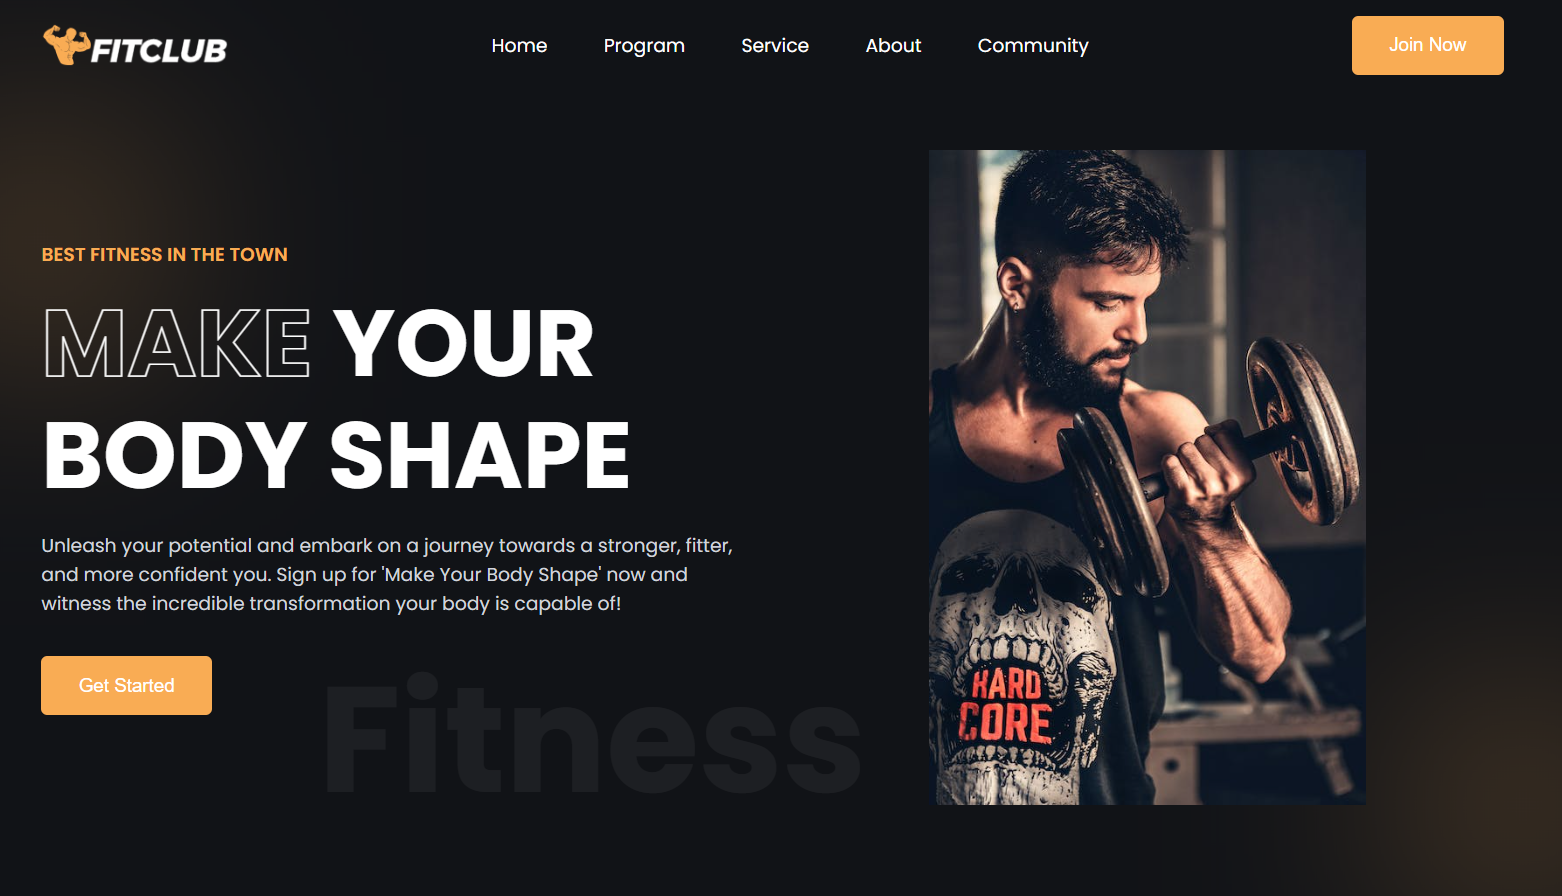 FITCLUB
Home Program Service About Community
Join Now
BEST FITNESS IN THE TOWN
MAKE YOUR
BODY SHAPE
Unleash your potential and embark on a journey towards a stronger, fitter,
and more confident you. Sign up for 'Make Your Body Shape' now and
witness the incredible transformation your body is capable of!
Get Started
Fitness
HARD
CORE